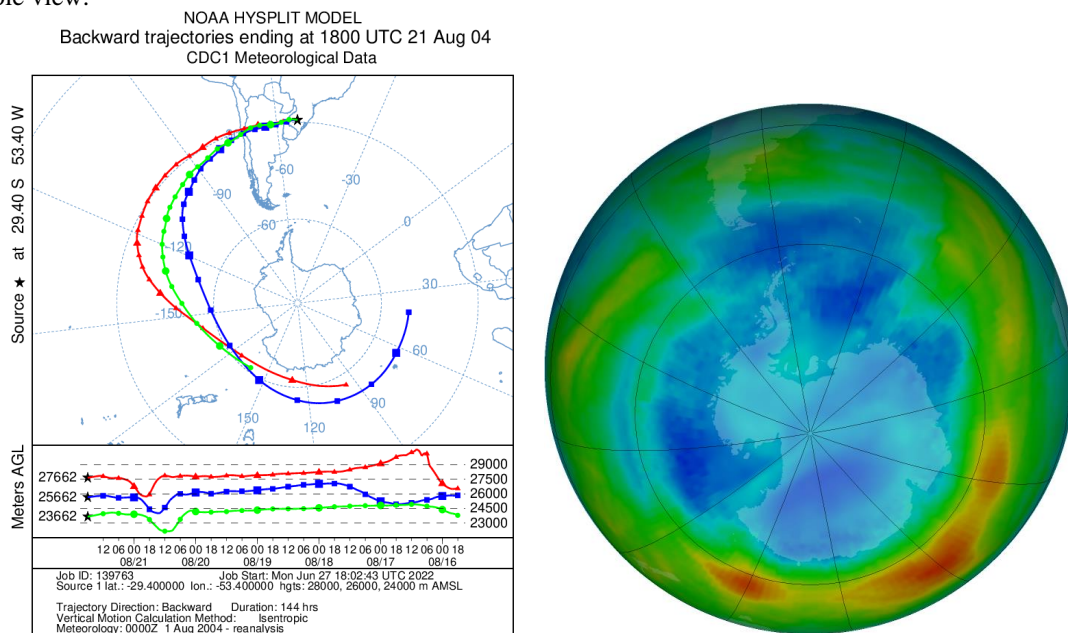 ble view.
NOAA HYSPLIT MODEL
Backward trajectories ending at 1800 UTC 21 Aug 04
CDC1 Meteorological Data
Source ★ at 29.40 S 53.40 W
-60
-30
-90
0
-60
-120
30
-150
60
90
150
120
Meters AGL
27662
25662
23662
29000
27500
26000
24500
23000
12 06 00 18 12 06 00 18 12 06 00 18 12 06 00 18 12 06 00 18 12 06 00 18
08/21 08/20 08/19 08/18 08/17 08/16
Job ID: 139763 Job Start: Mon Jun 27 18:02:43 UTC 2022
Source 1 lat.: -29.400000 lon.: -53.400000 hgts: 28000, 26000, 24000 m AMSL
Trajectory Direction: Backward Duration: 144 hrs
Vertical Motion Calculation Method: Isentropic
Meteorology: 0000Z 1 Aug 2004 - reanalysis